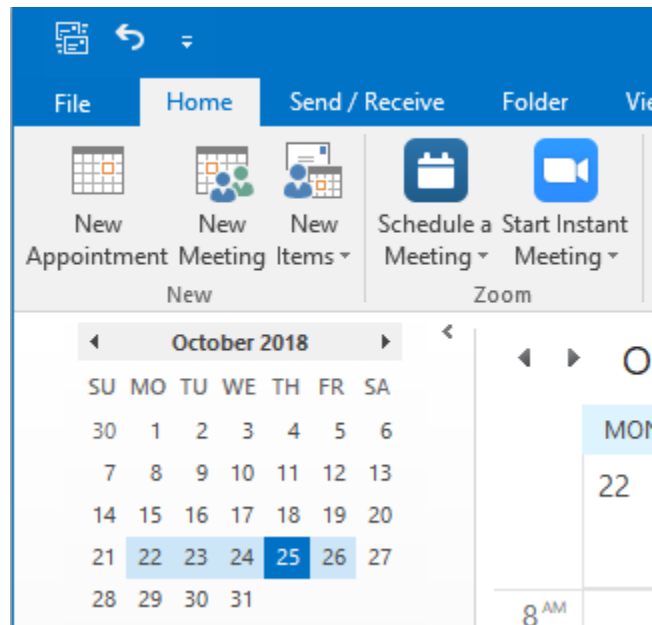 File Home Send / Receive Folder Vie
New Appointment
New Meeting
New Items
Schedule a Meeting
Start Instant Meeting
New Zoom
October 2018
SU MO TU WE TH FR SA
30 1 2 3 4 5 6
7 8 9 10 11 12 13
14 15 16 17 18 19 20
21 22 23 24 25 26 27
28 29 30 31
O
MON
22
8 AM